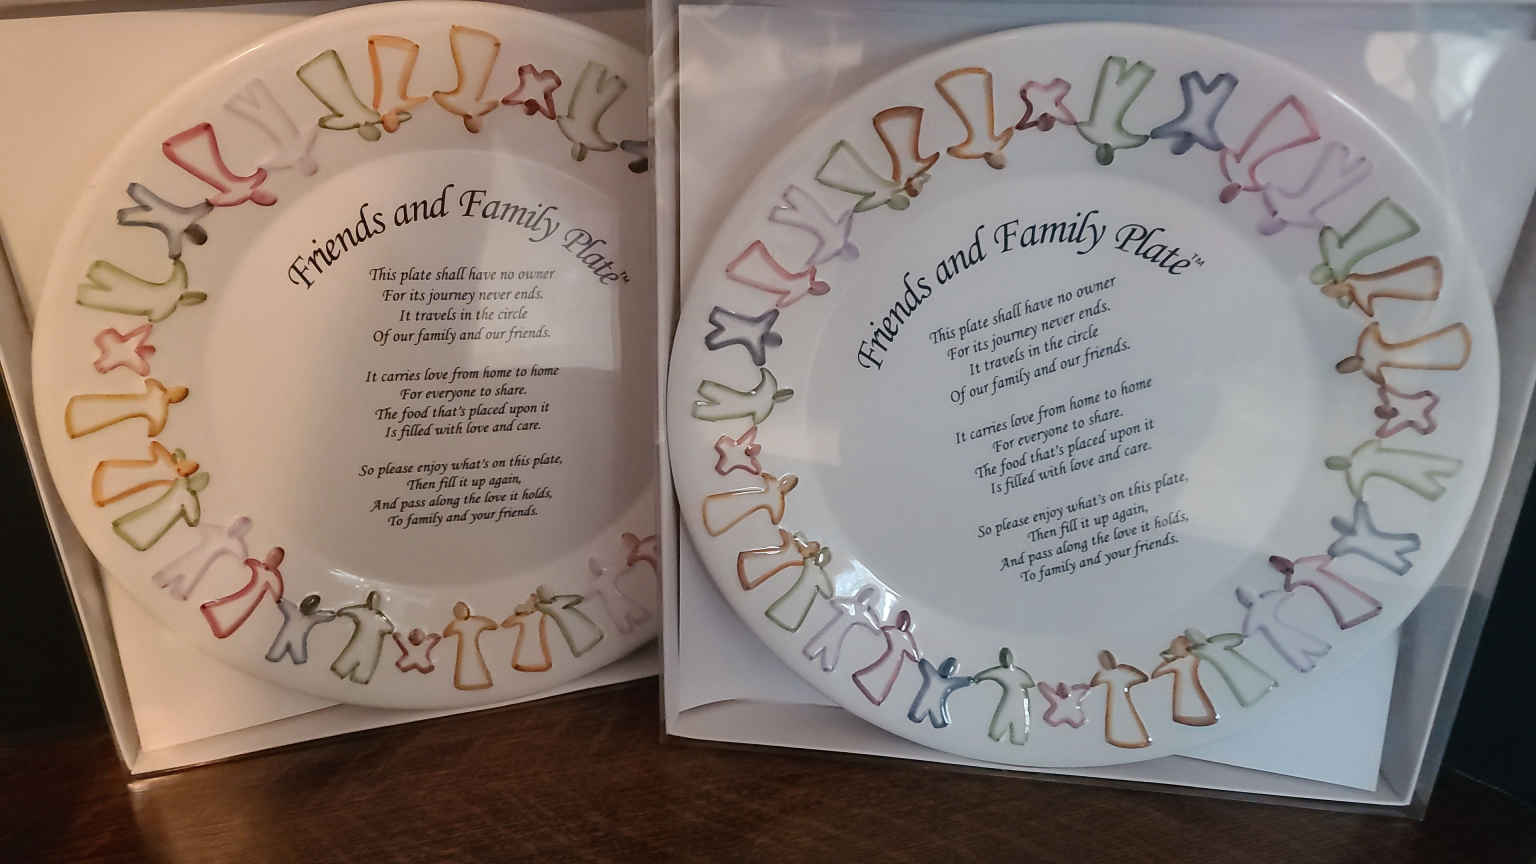 Friends and Family Plate™
This plate shall have no owner
For its journey never ends.
It travels in the circle
Of our family and our friends.
It carries love from home to home
For everyone to share.
The food that's placed upon it
Is filled with love and care.
So please enjoy what's on this plate,
Then fill it up again,
And pass along the love it holds,
To family and your friends.
Friends and Family Plate™
This plate shall have no owner
For its journey never ends.
It travels in the circle
Of our family and our friends.
It carries love from home to home
For everyone to share.
The food that's placed upon it
Is filled with love and care.
So please enjoy what's on this plate,
Then fill it up again,
And pass along the love it holds,
To family and your friends.